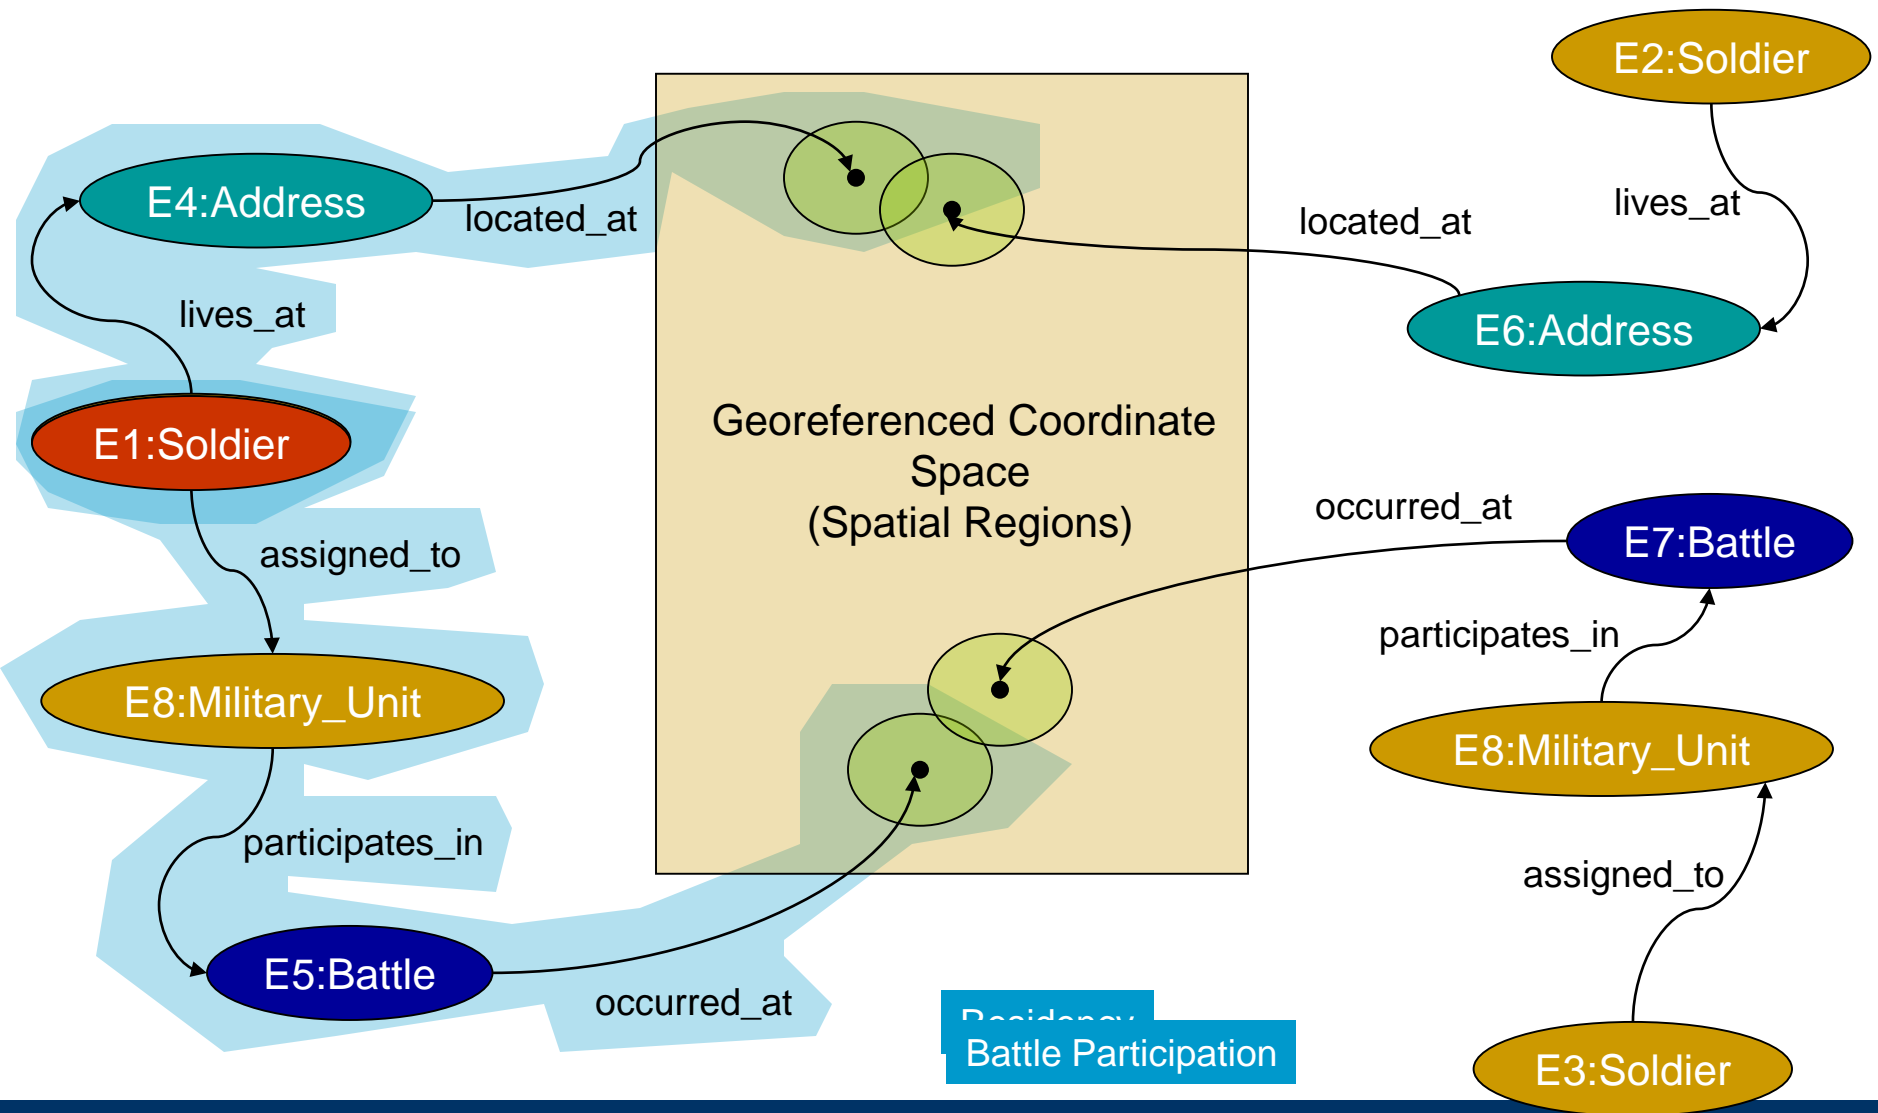 E2:Soldier
E4:Address
located_at
located_at
lives_at
lives_at
E6:Address
Georeferenced Coordinate
Space
(Spatial Regions)
E1:Soldier
occurred_at
E7:Battle
assigned_to
participates_in
E8:Military_Unit
E8:Military_Unit
participates_in
assigned_to
E5:Battle
occurred_at
Residency
Battle Participation
E3:Soldier